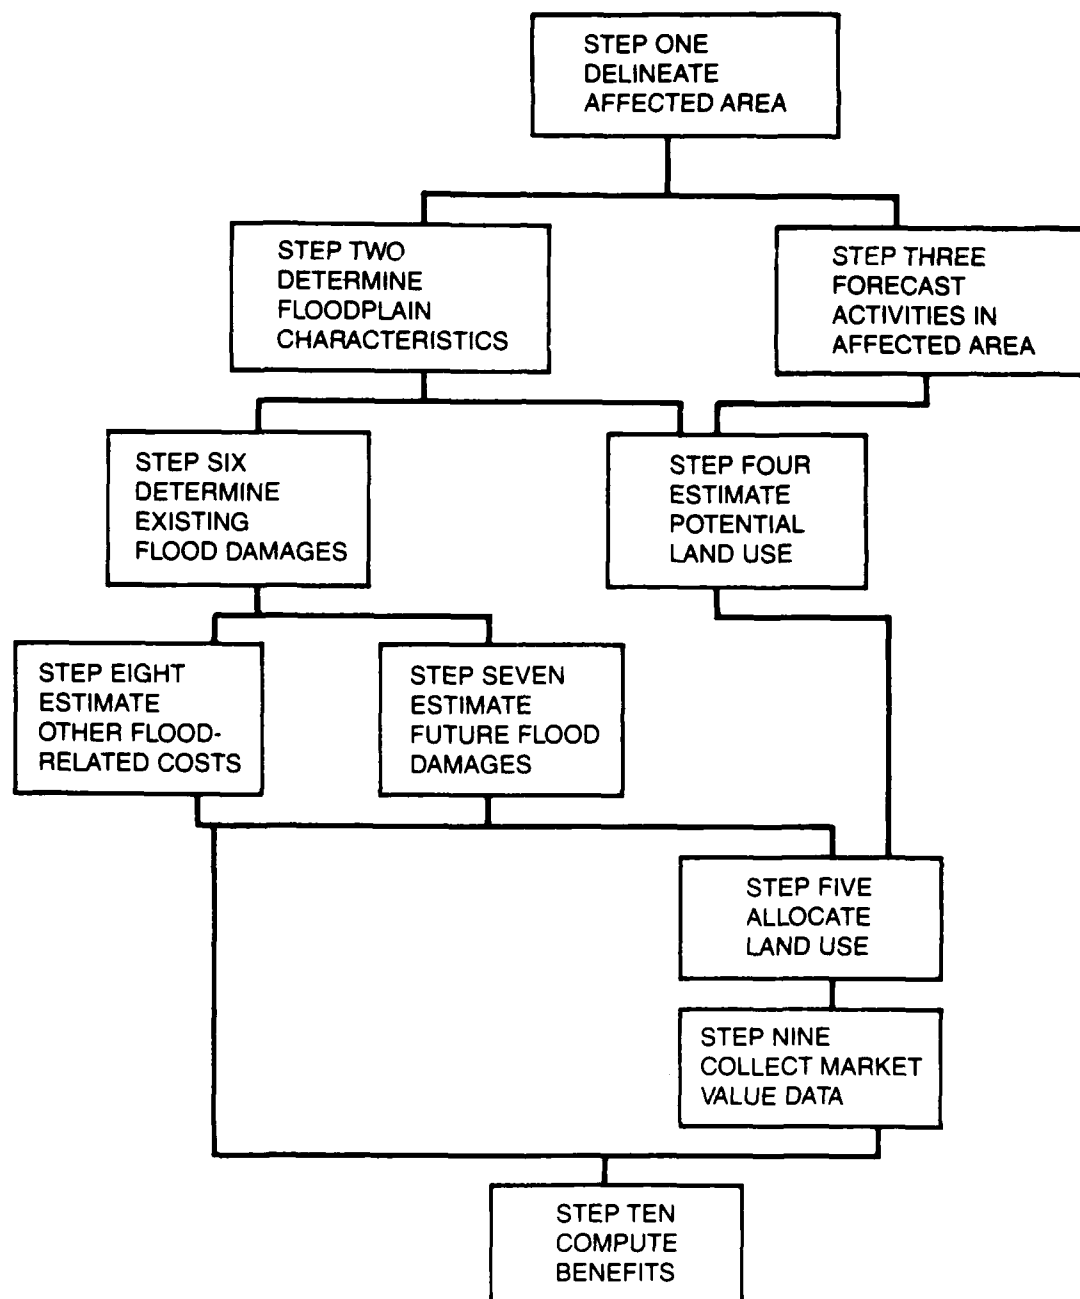 STEP ONE
DELINEATE
AFFECTED AREA
STEP TWO
DETERMINE
FLOODPLAIN
CHARACTERISTICS
STEP THREE
FORECAST
ACTIVITIES IN
AFFECTED AREA
STEP SIX
DETERMINE
EXISTING
FLOOD DAMAGES
STEP FOUR
ESTIMATE
POTENTIAL
LAND USE
STEP EIGHT
ESTIMATE
OTHER FLOOD-
RELATED COSTS
STEP SEVEN
ESTIMATE
FUTURE FLOOD
DAMAGES
STEP FIVE
ALLOCATE
LAND USE
STEP NINE
COLLECT MARKET
VALUE DATA
STEP TEN
COMPUTE
BENEFITS